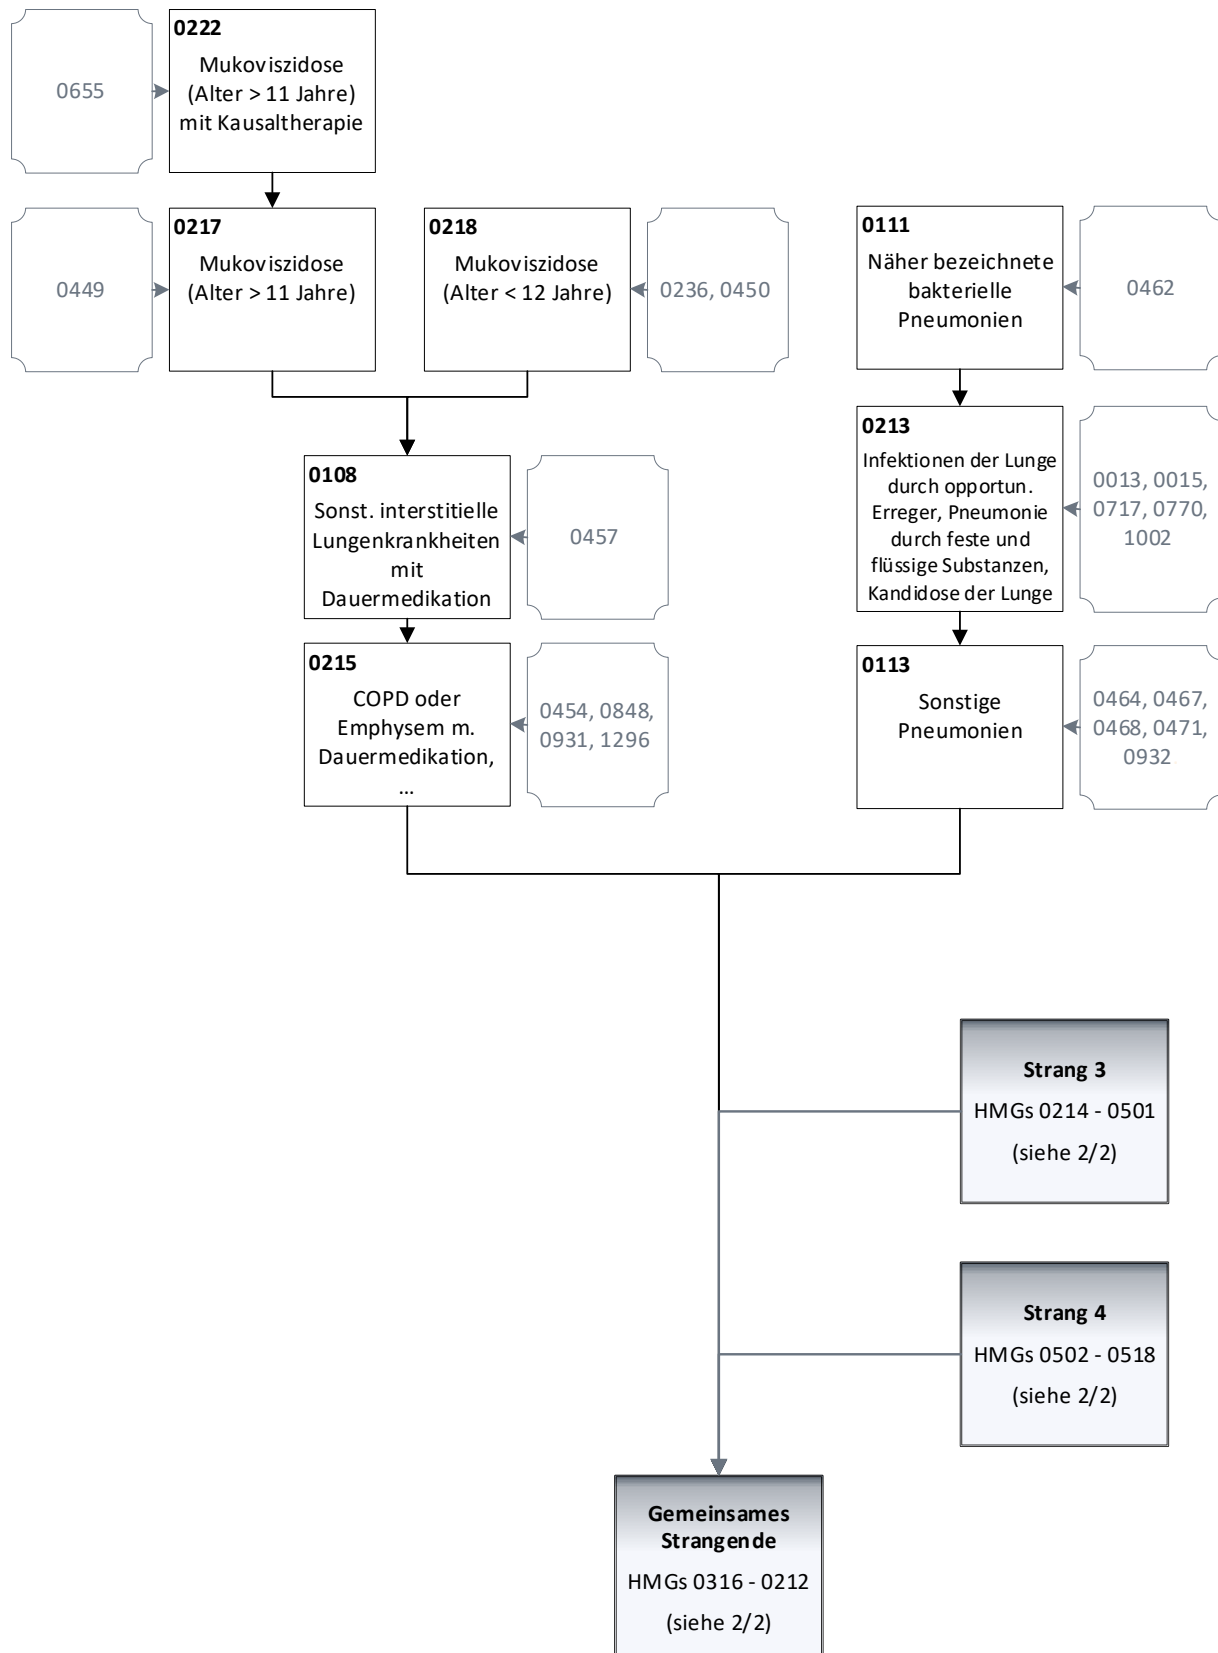 0222
Mukoviszidose
(Alter > 11 Jahre)
mit Kausaltherapie
0655
0217
Mukoviszidose
(Alter > 11 Jahre)
0449
0218
Mukoviszidose
(Alter < 12 Jahre)
0236, 0450
0111
Näher bezeichnete
bakterielle
Pneumonien
0462
0108
Sonst. interstitielle
Lungenkrankheiten
mit
Dauermedikation
0457
0213
Infektionen der Lunge
durch opportun.
Erreger, Pneumonie
durch feste und
flüssige Substanzen,
Kandidose der Lunge
0013, 0015,
0717, 0770,
1002
0215
COPD oder
Emphysem m.
Dauermedikation,
...
0454, 0848,
0931, 1296
0113
Sonstige
Pneumonien
0464, 0467,
0468, 0471,
0932
Strang 3
HMGs 0214 - 0501
(siehe 2/2)
Strang 4
HMGs 0502 - 0518
(siehe 2/2)
Gemeinsames
Strangende
HMGs 0316 - 0212
(siehe 2/2)